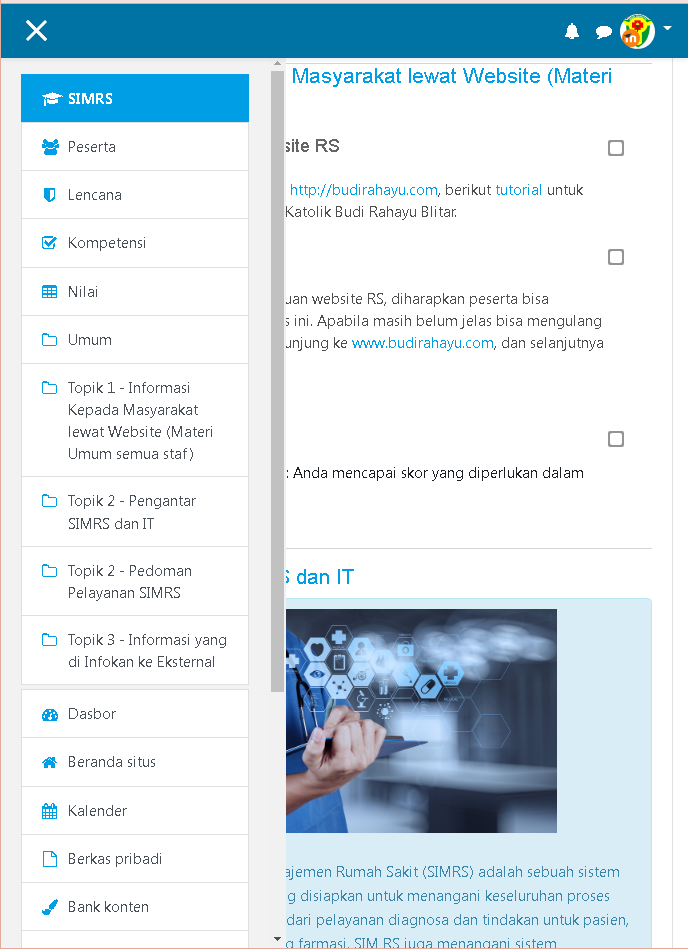 SIMRS
Peserta
Lencana
Kompetensi
Nilai
Umum
Topik 1 - Informasi
Kepada Masyarakat
lewat Website (Materi
Umum semua staf)
Topik 2 - Pengantar
SIMRS dan IT
Topik 2 - Pedoman
Pelayanan SIMRS
Topik 3 - Informasi yang
di Infokan ke Eksternal
Dasbor
Beranda situs
Kalender
Berkas pribadi
Bank konten
Masyarakat lewat Website (Materi
site RS
http://budirahayu.com, berikut tutorial untuk
Katolik Budi Rahayu Blitar.
uan website RS, diharapkan peserta bisa
s ini. Apabila masih belum jelas bisa mengulang
unjung ke www.budirahayu.com, dan selanjutnya
: Anda mencapai skor yang diperlukan dalam
S dan IT
ajemen Rumah Sakit (SIMRS) adalah sebuah sistem
g disiapkan untuk menangani keseluruhan proses
dari pelayanan diagnosa dan tindakan untuk pasien,
g farmasi. SIM RS juga menangani sistem